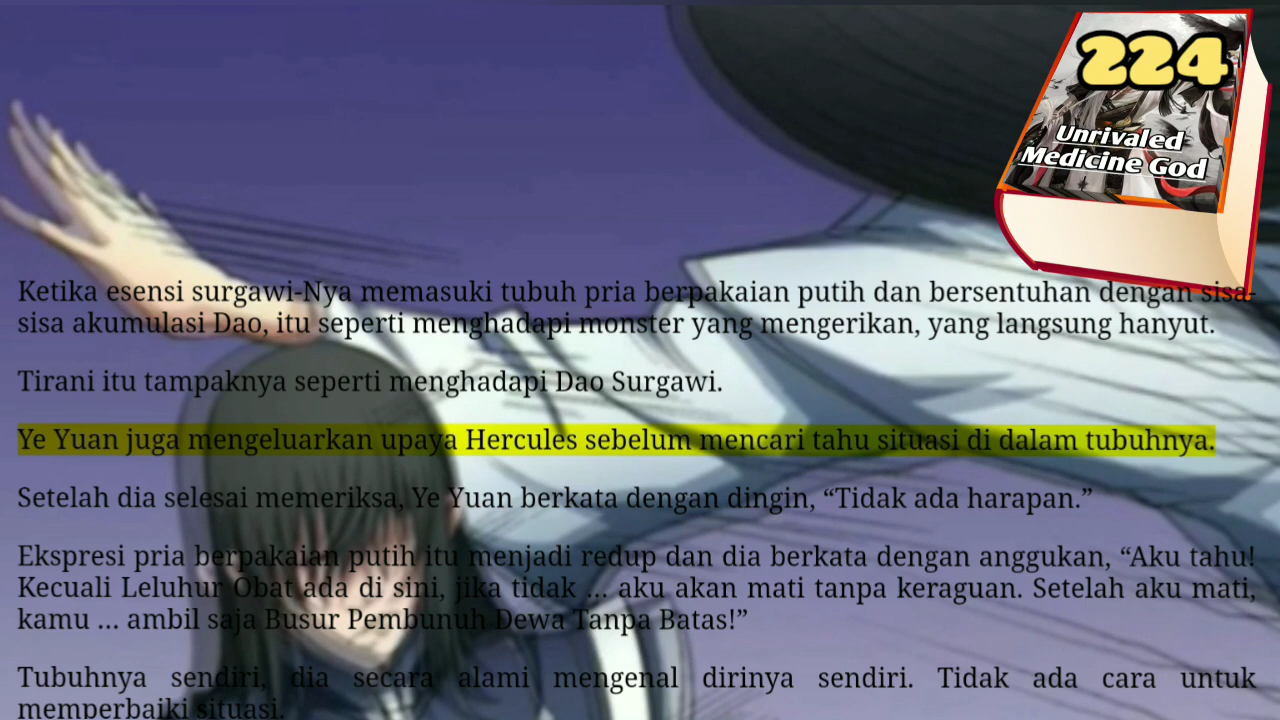 224
Unrivaled
Medicine God
Ketika esensi surgawi-Nya memasuki tubuh pria berpakaian putih dan bersentuhan dengan sisa-
sisa akumulasi Dao, itu seperti menghadapi monster yang mengerikan, yang langsung hanyut.
Tirani itu tampaknya seperti menghadapi Dao Surgawi.
Ye Yuan juga mengeluarkan upaya Hercules sebelum mencari tahu situasi di dalam tubuhnya.
Setelah dia selesai memeriksa, Ye Yuan berkata dengan dingin, “Tidak ada harapan.”
Ekspresi pria berpakaian putih itu menjadi redup dan dia berkata dengan anggukan, “Aku tahu!
Kecuali Leluhur Obat ada di sini, jika tidak … aku akan mati tanpa keraguan. Setelah aku mati,
kamu … ambil saja Busur Pembunuh Dewa Tanpa Batas!”
Tubuhnya sendiri, dia secara alami mengenal dirinya sendiri. Tidak ada cara untuk
memperbaiki situasi.